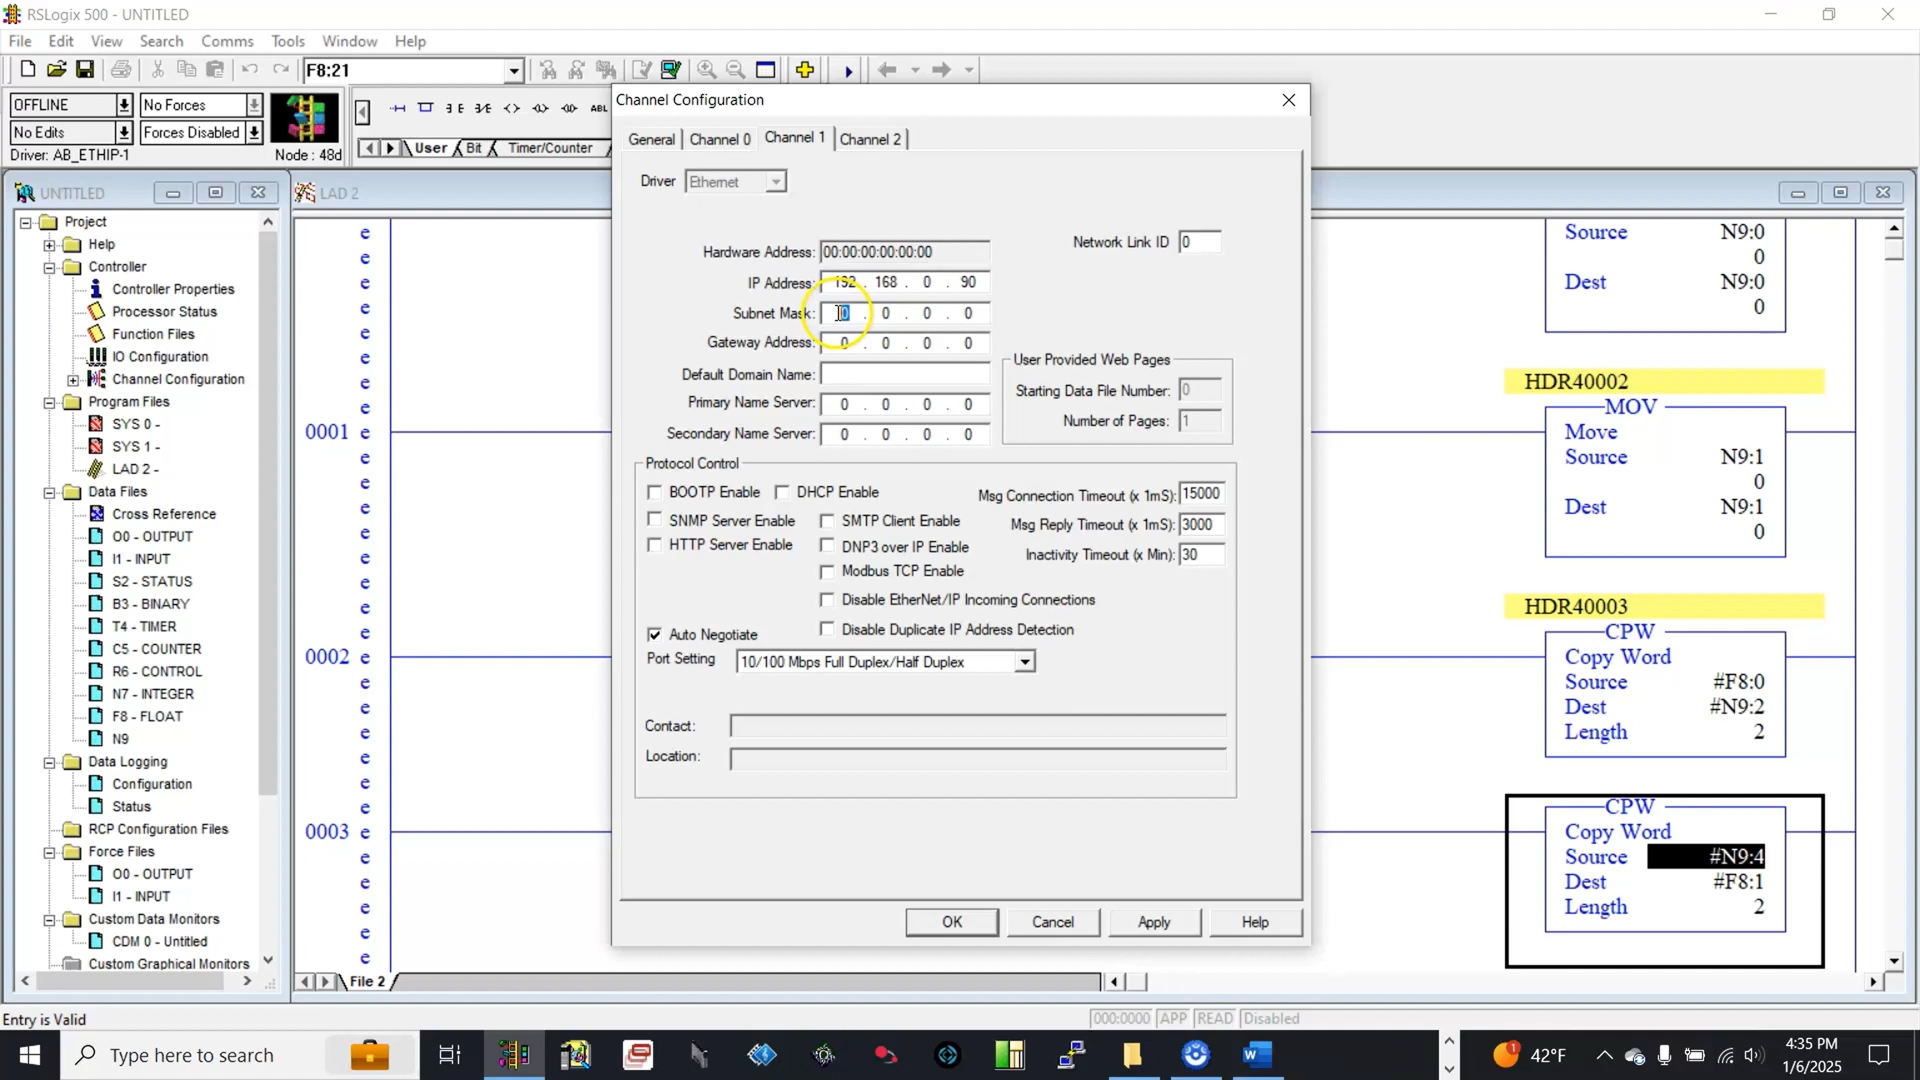 RSLogix 500 - UNTITLED
File Edit View Search Comms Tools Window Help
F8:21
OFFLINE No Forces
No Edits Forces Disabled
Driver: AB_ETHIP-1 Node : 48d
ABL
User Bit Timer/Counter
UNTITLED
LAD 2
Project
Help
Controller
Controller Properties
Processor Status
Function Files
IO Configuration
Channel Configuration
Program Files
SYS 0 -
SYS 1 -
LAD 2 -
Data Files
Cross Reference
O0 - OUTPUT
I1 - INPUT
S2 - STATUS
B3 - BINARY
T4 - TIMER
C5 - COUNTER
R6 - CONTROL
N7 - INTEGER
F8 - FLOAT
N9
Data Logging
Configuration
Status
RCP Configuration Files
Force Files
O0 - OUTPUT
I1 - INPUT
Custom Data Monitors
CDM 0 - Untitled
Custom Graphical Monitors
e
e
e
e
e
e
e
e
e
0001 e
e
e
e
e
e
e
e
e
e
0002 e
e
e
e
e
e
e
0003 e
e
e
e
e
e
File 2
Channel Configuration
General Channel 0 Channel 1 Channel 2
Driver Ethernet
Hardware Address: 00:00:00:00:00:00
Network Link ID 0
IP Address: 192 . 168 . 0 . 90
Subnet Mask: 0 . 0 . 0 . 0
Gateway Address: 0 . 0 . 0 . 0
Default Domain Name:
Primary Name Server: 0 . 0 . 0 . 0
Secondary Name Server: 0 . 0 . 0 . 0
User Provided Web Pages
Starting Data File Number: 0
Number of Pages: 1
Protocol Control
BOOTP Enable DHCP Enable
SNMP Server Enable SMTP Client Enable
HTTP Server Enable DNP3 over IP Enable
Modbus TCP Enable
Disable EtherNet/IP Incoming Connections
Disable Duplicate IP Address Detection
Msg Connection Timeout (x 1mS): 15000
Msg Reply Timeout (x 1mS): 3000
Inactivity Timeout (x Min): 30
Auto Negotiate
Port Setting 10/100 Mbps Full Duplex/Half Duplex
Contact:
Location:
OK Cancel Apply Help
Source N9:0
0
Dest N9:0
0
HDR40002
MOV
Move
Source N9:1
0
Dest N9:1
0
HDR40003
CPW
Copy Word
Source #F8:0
Dest #N9:2
Length 2
CPW
Copy Word
Source #N9:4
Dest #F8:1
Length 2
Entry is Valid
000:0000 APP READ Disabled
Type here to search
1
42°F
4:35 PM
1/6/2025